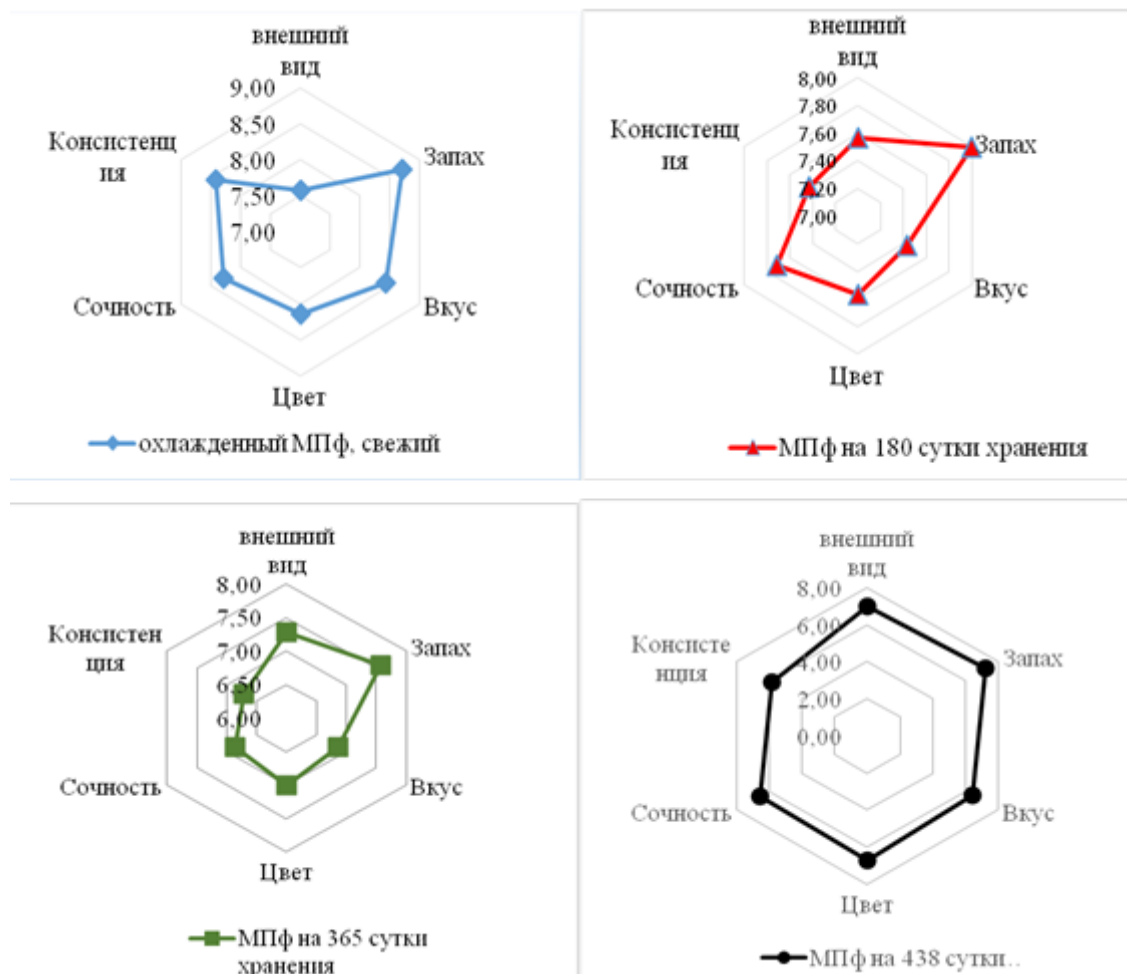 внешний
вид
9,00
8,50
8,00
7,50
7,00
Консистенц
ия
Запах
Сочность
Вкус
Цвет
охлажденный МПф, свежий
внешний
вид
8,00
7,80
7,60
7,40
7,20
7,00
Консистенц
ия
Запах
Сочность
Вкус
Цвет
МПф на 180 сутки хранения
внешний
вид
8,00
7,50
7,00
6,50
6,00
Консистен
ция
Запах
Сочность
Вкус
Цвет
МПф на 365 сутки
хранения
внешний
вид
8,00
6,00
4,00
2,00
0,00
Консисте
нция
Запах
Сочность
Вкус
Цвет
МПф на 438 сутки..